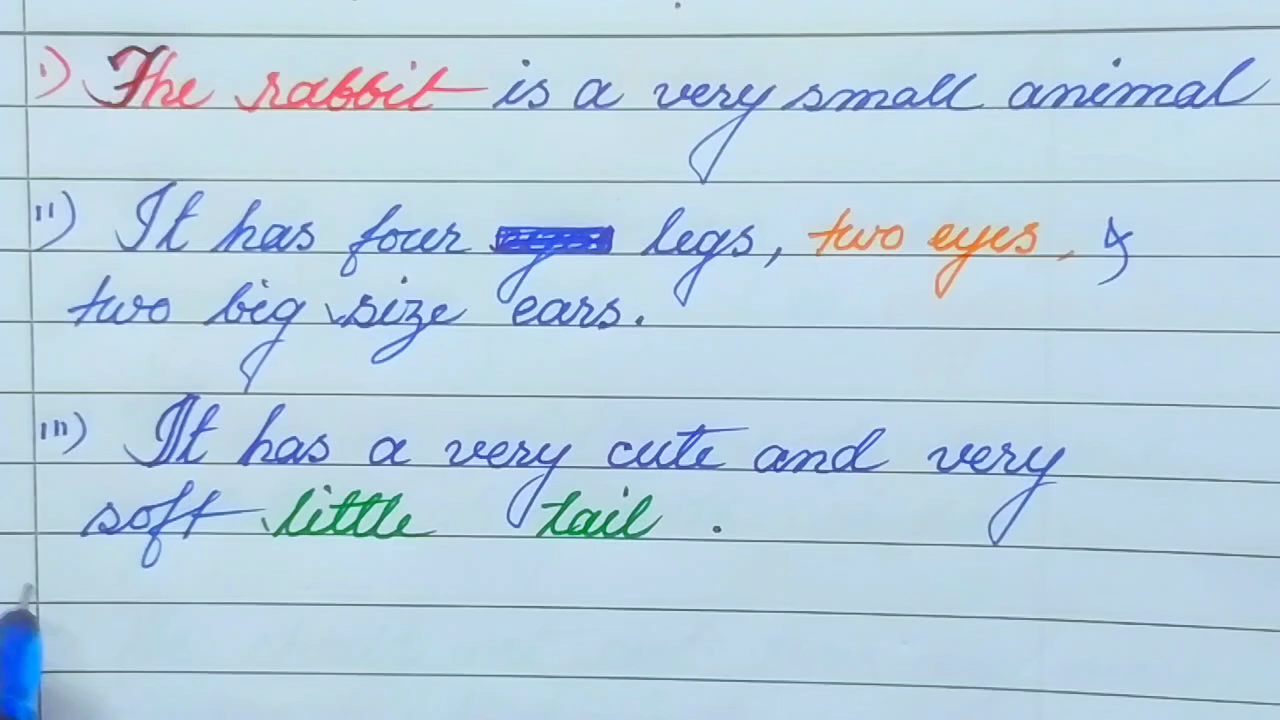 i) The rabbit is a very small animal
ii) It has four legs, two eyes, &
two big size ears.
iii) It has a very cute and very
soft little tail.